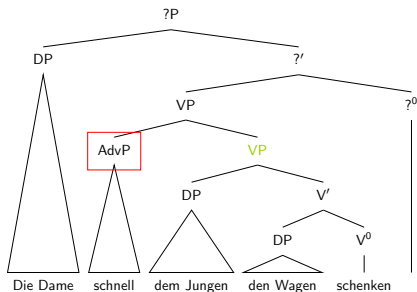 ?P
DP ?′
VP ?⁰
AdvP VP
DP V′
DP V⁰
Die Dame schnell dem Jungen den Wagen schenken